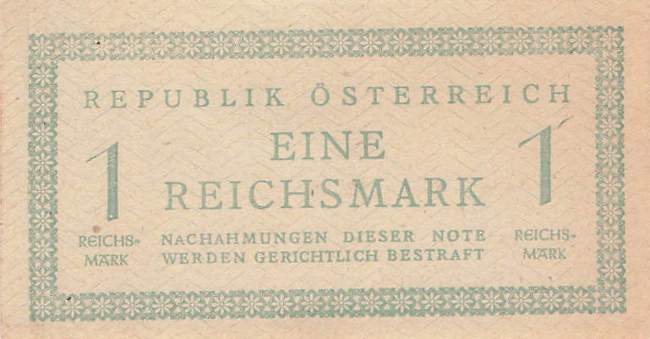 REPUBLIK ÖSTERREICH
1 EINE 1
REICHSMARK
REICHS- NACHAHMUNGEN DIESER NOTE REICHS-
MARK WERDEN GERICHTLICH BESTRAFT MARK